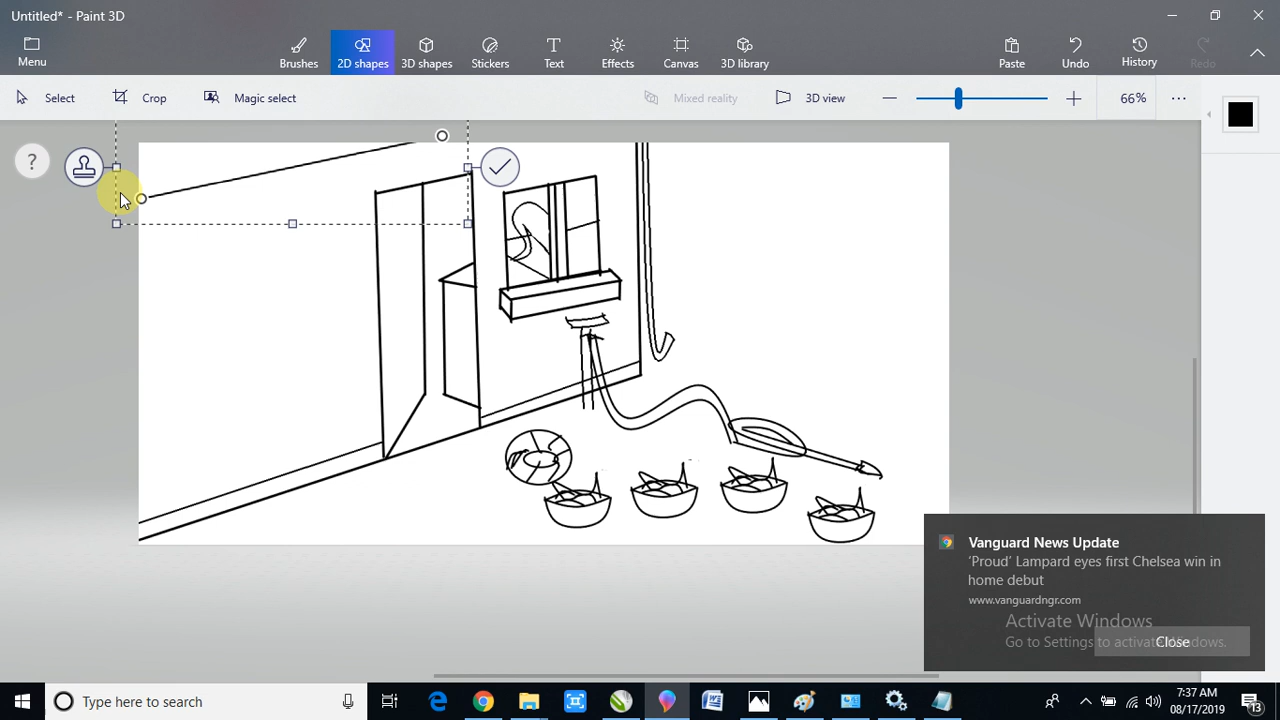 Untitled* - Paint 3D
Menu
Brushes
2D shapes
3D shapes
Stickers
Text
Effects
Canvas
3D library
Paste
Undo
History
Redo
Select
Crop
Magic select
Mixed reality
3D view
66%
?
Vanguard News Update
‘Proud’ Lampard eyes first Chelsea win in
home debut
www.vanguardngr.com
Activate Windows
Go to Settings to activate Windows.
Close
Type here to search
7:37 AM
08/17/2019
13